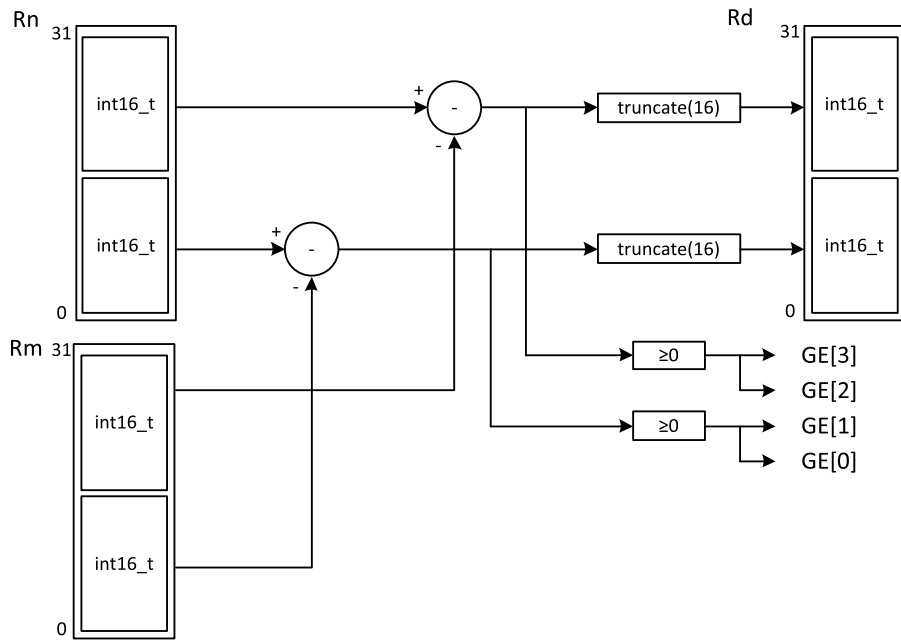 Rn
31
int16_t
int16_t
0
Rm
31
int16_t
int16_t
0
+
-
-
+
-
-
truncate(16)
truncate(16)
Rd
31
int16_t
int16_t
0
≥0
GE[3]
GE[2]
≥0
GE[1]
GE[0]